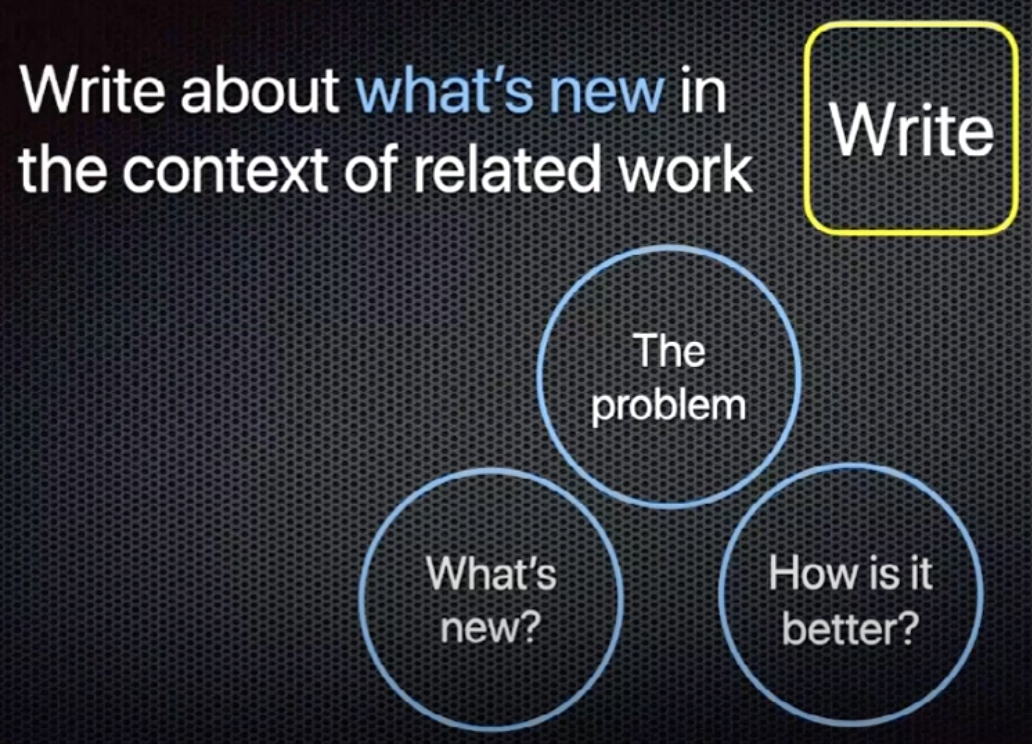 Write about what's new in
the context of related work
Write
The
problem
What's
new?
How is it
better?